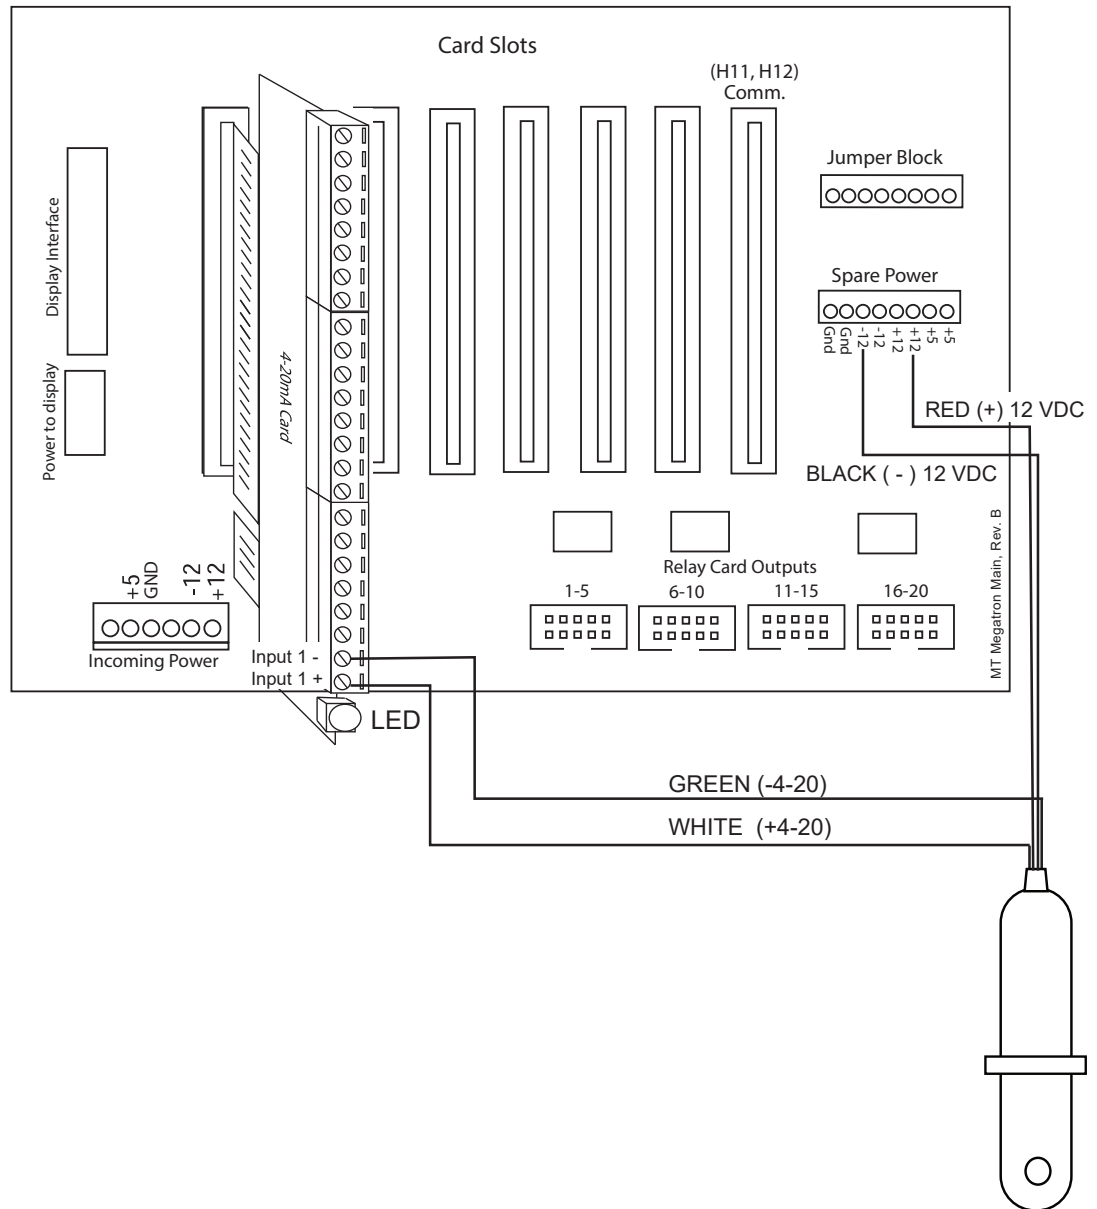 Card Slots
(H11, H12)
Comm.
Jumper Block
Display Interface
Spare Power
Gnd
Gnd
-12
-12
+12
+12
+5
+5
4-20mA Card
Power to display
RED (+) 12 VDC
BLACK ( - ) 12 VDC
MT Megatron Main, Rev. B
Relay Card Outputs
1-5
6-10
11-15
16-20
+5
GND
-12
+12
Incoming Power
Input 1 -
Input 1 +
LED
GREEN (-4-20)
WHITE (+4-20)